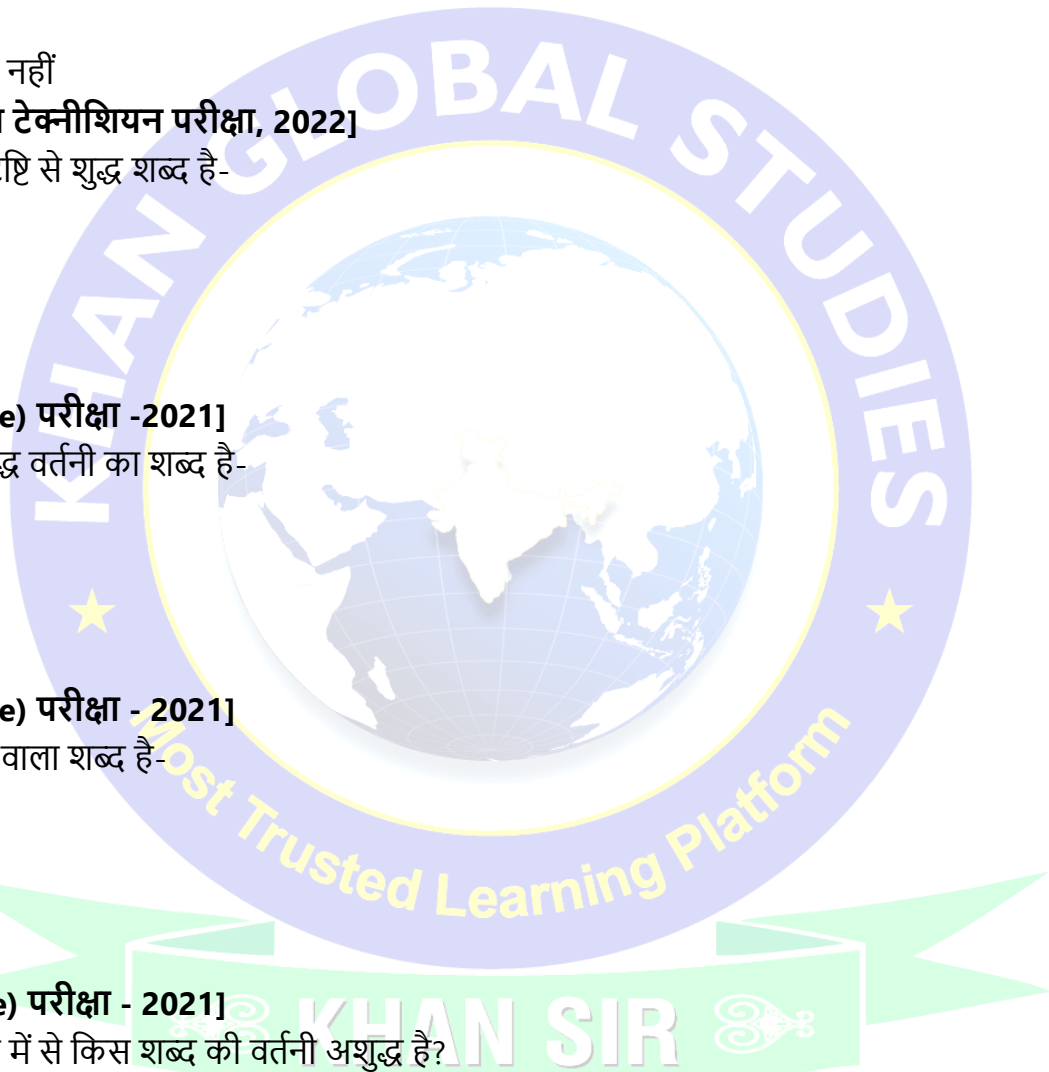 नहीं
टेक्नीशियन परीक्षा, 2022]
से शुद्ध शब्द है-
परीक्षा -2021]
वर्तनी का शब्द है-
परीक्षा - 2021]
वाला शब्द है-
परीक्षा - 2021]
में से किस शब्द की वर्तनी अशुद्ध है?
KHAN GLOBAL STUDIES
Most Trusted Learning Platform
KHAN SIR